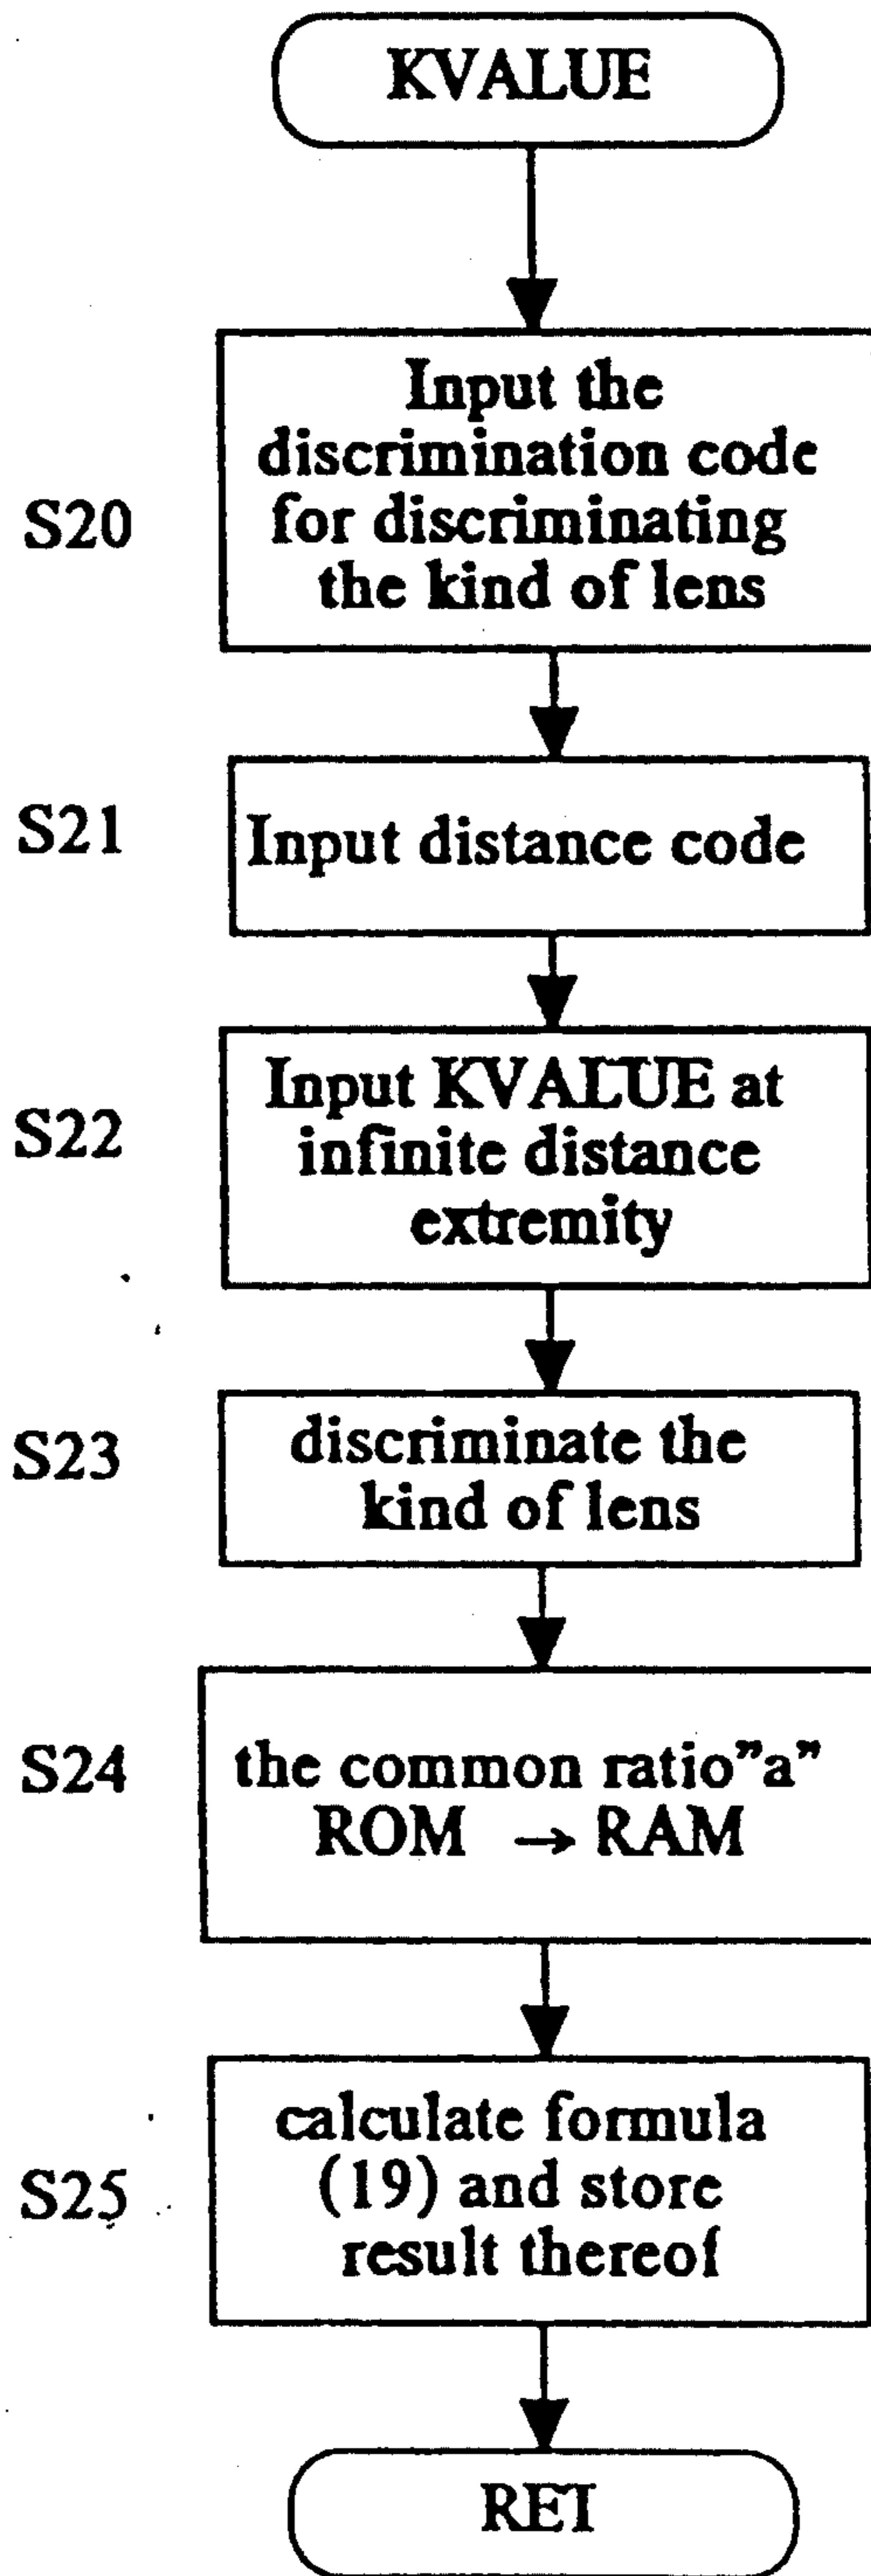 KVALUE
S20
Input the
discrimination code
for discriminating
the kind of lens
S21
Input distance code
S22
Input KVALUE at
infinite distance
extremity
S23
discriminate the
kind of lens
S24
the common ratio”a”
ROM → RAM
S25
calculate formula
(19) and store
result thereof
RET